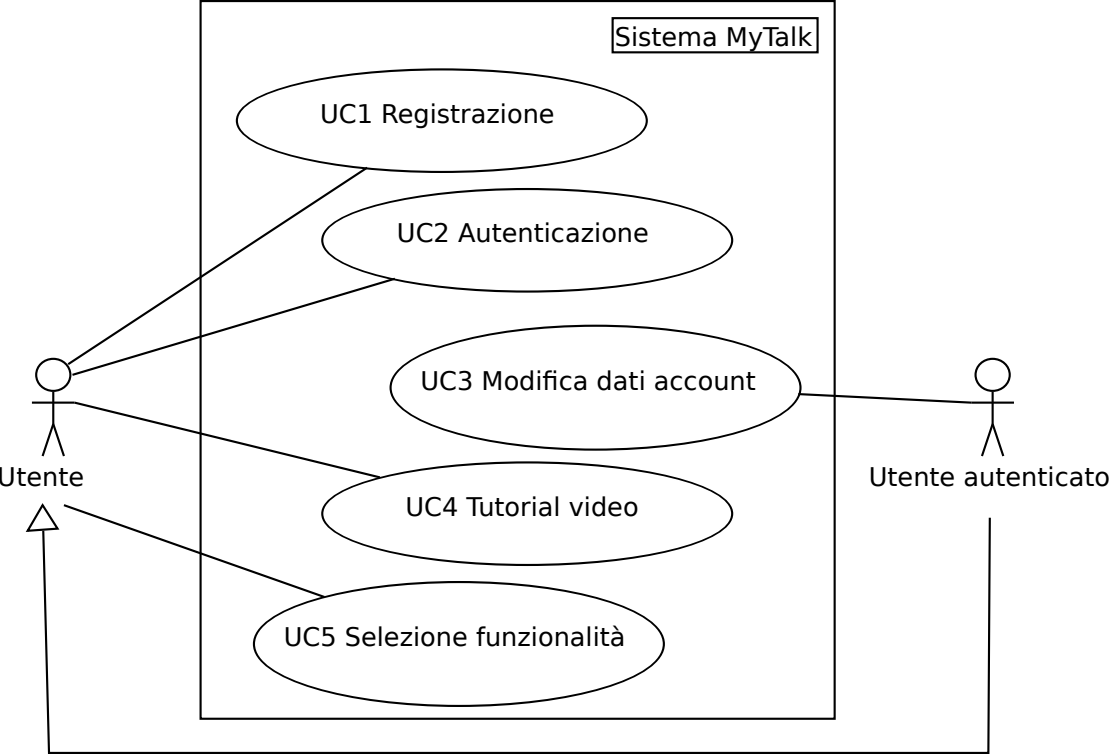 Sistema MyTalk
UC1 Registrazione
UC2 Autenticazione
UC3 Modifica dati account
Utente
Utente autenticato
UC4 Tutorial video
UC5 Selezione funzionalità